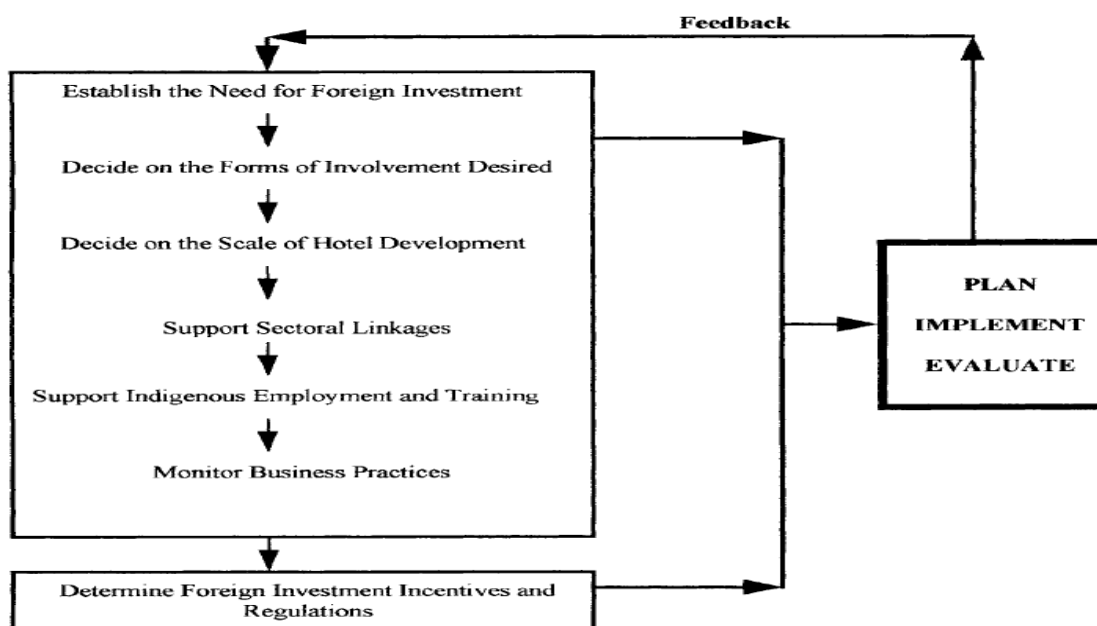 Feedback
Establish the Need for Foreign Investment
Decide on the Forms of Involvement Desired
Decide on the Scale of Hotel Development
Support Sectoral Linkages
Support Indigenous Employment and Training
Monitor Business Practices
Determine Foreign Investment Incentives and
Regulations
PLAN
IMPLEMENT
EVALUATE